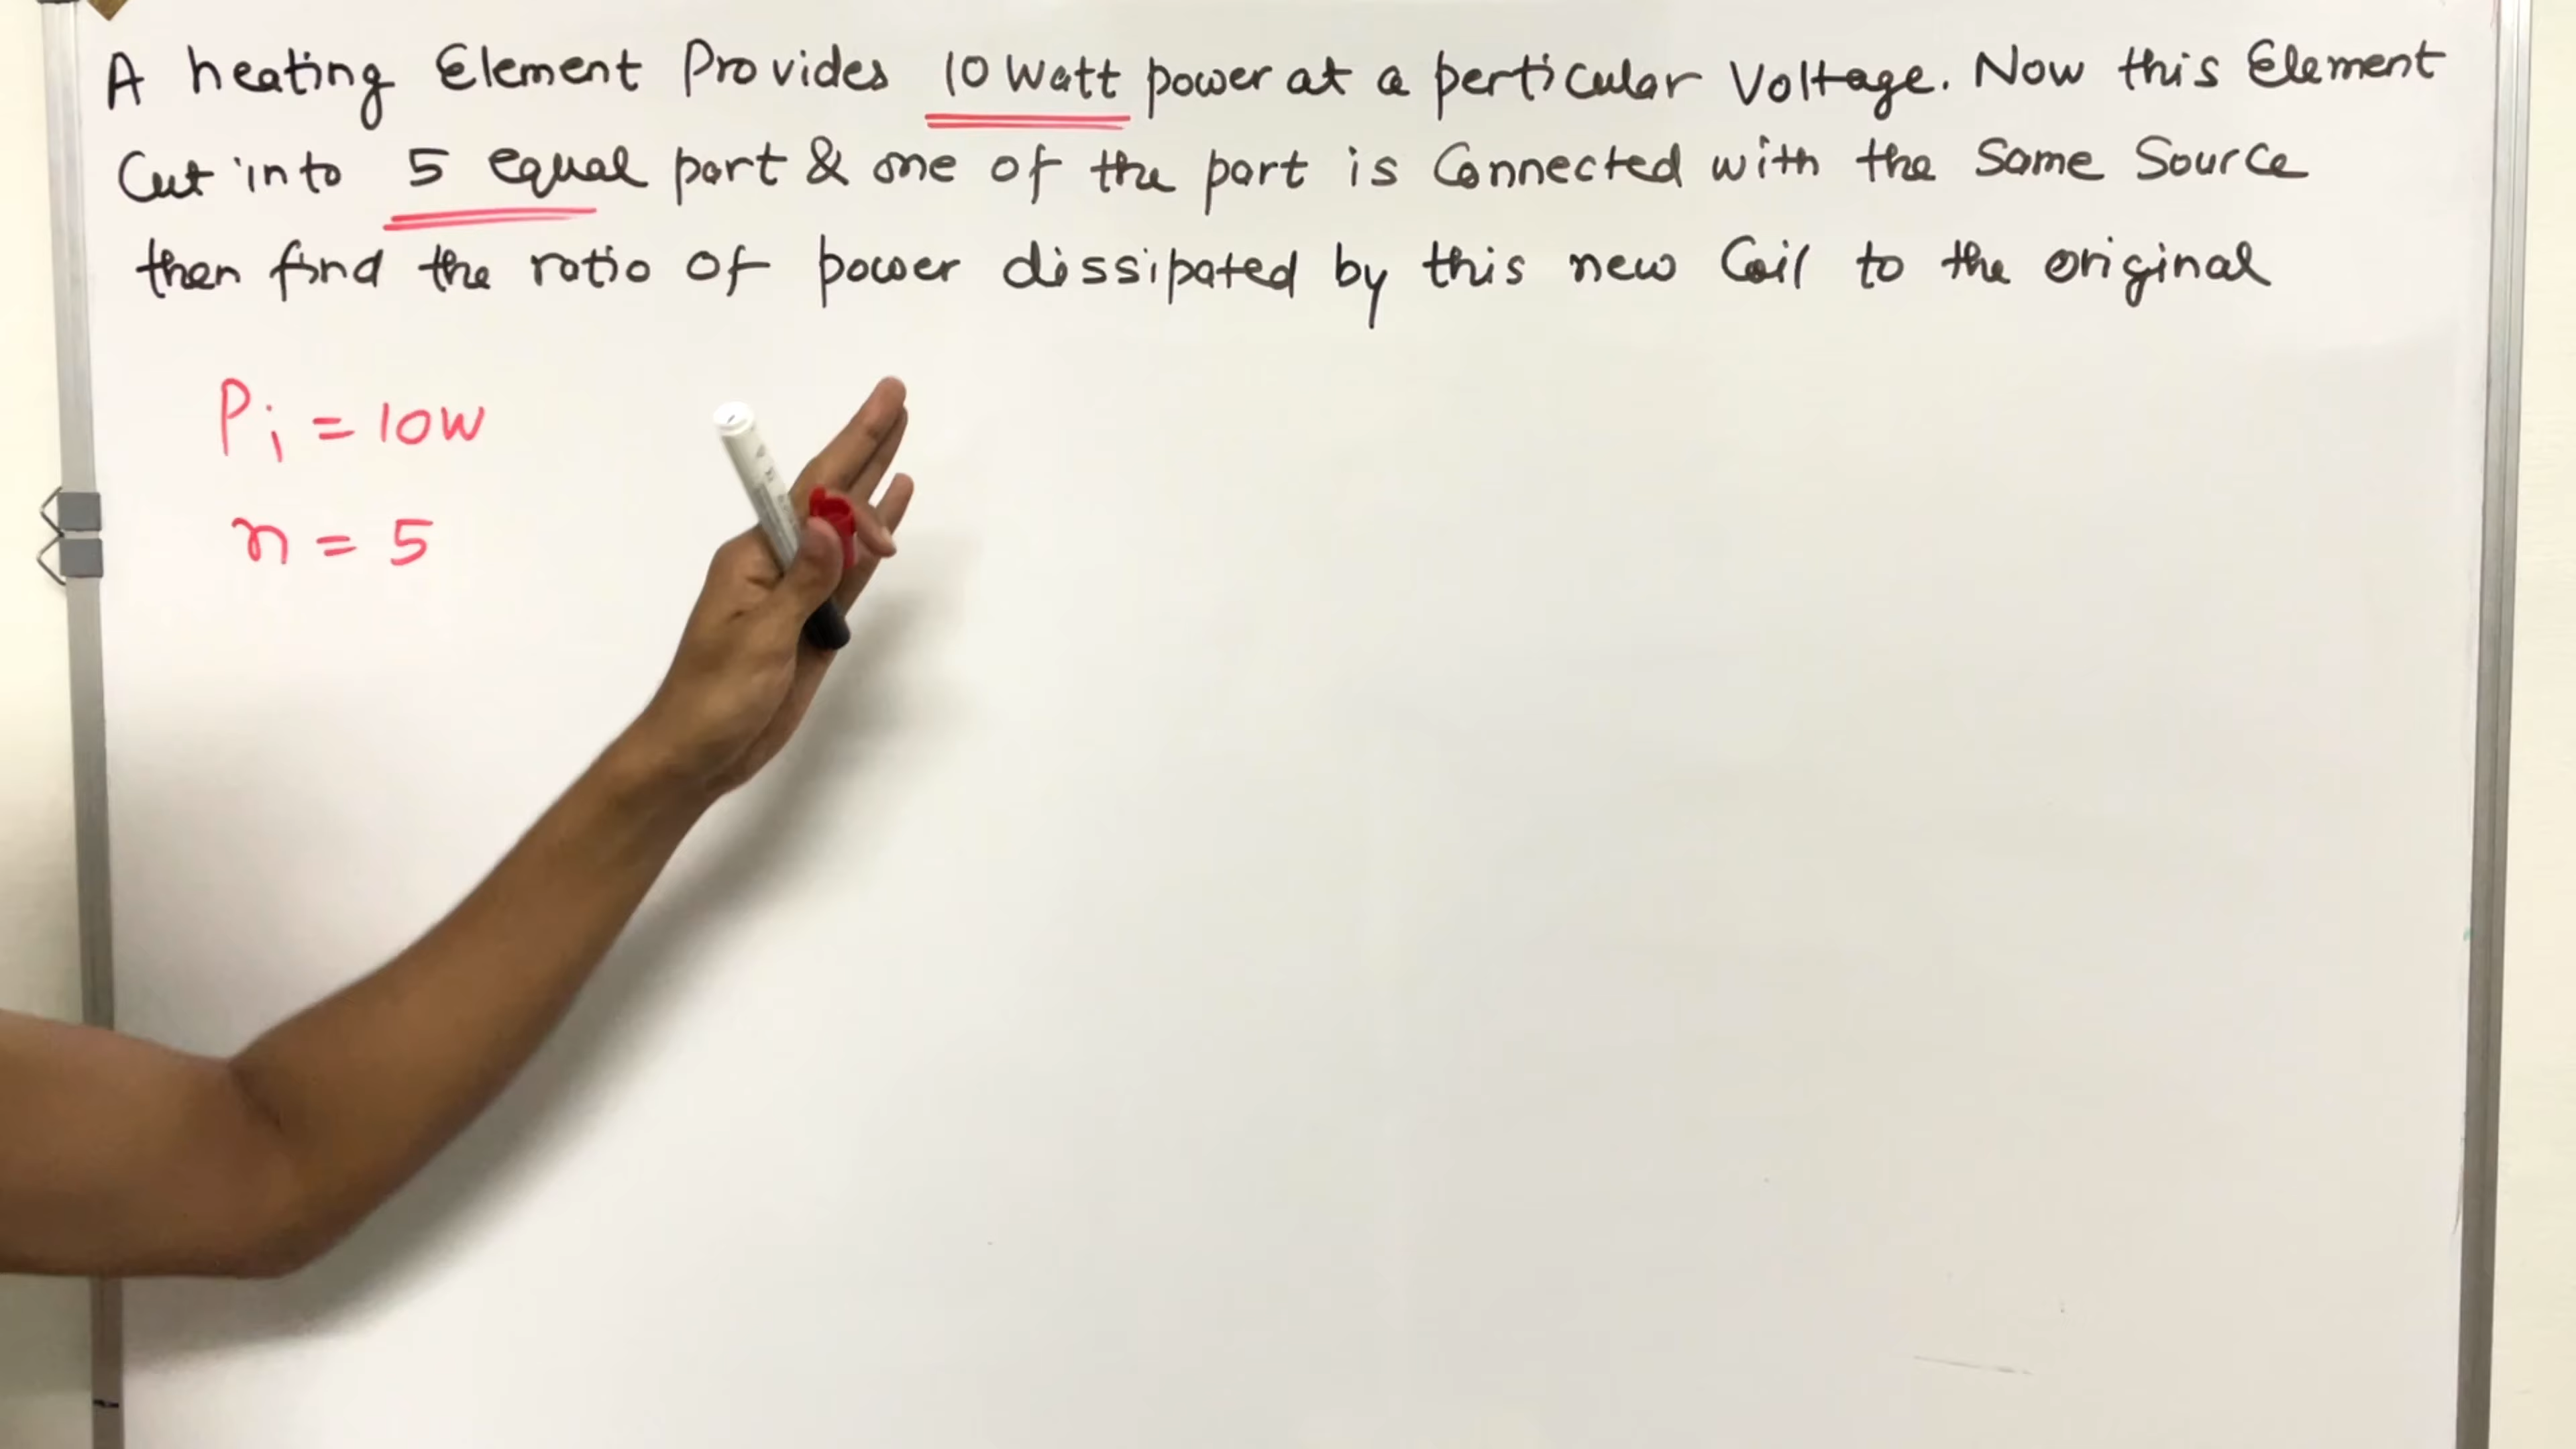 A heating Element Provides 10 Watt power at a perticular Voltage. Now this Element
Cut into 5 equal part & one of the part is Connected with the Same Source
then find the ratio of power dissipated by this new Coil to the original
Pi = 10W
n = 5